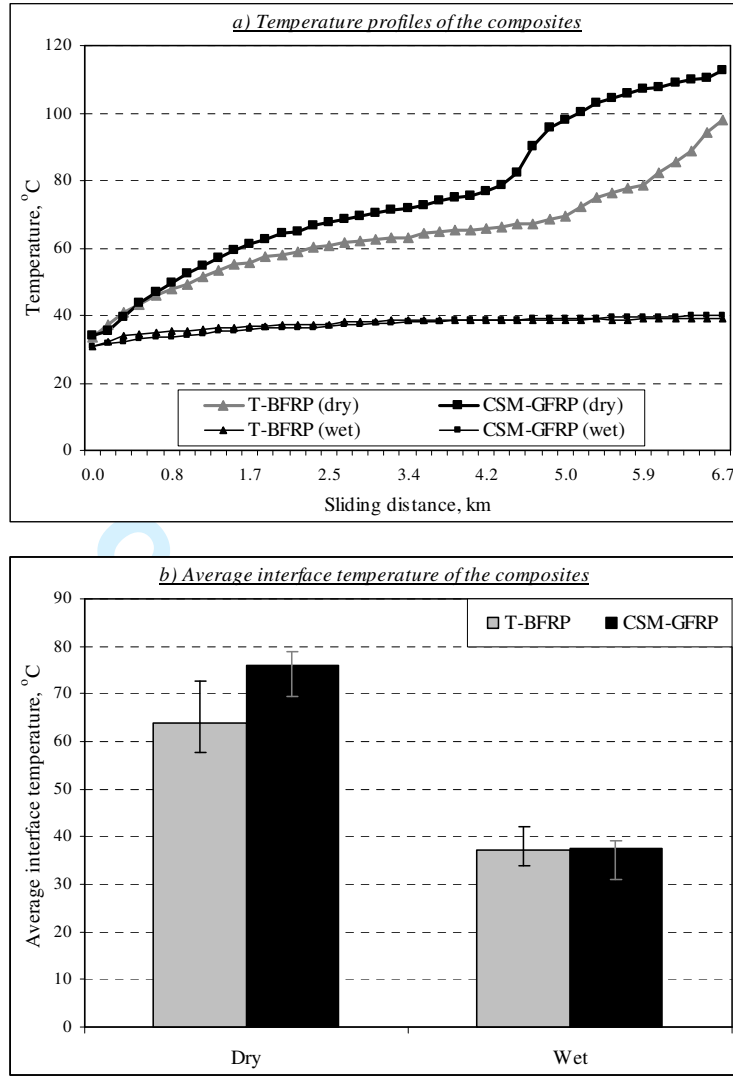 a) Temperature profiles of the composites
120
100
80
60
40
20
0
Temperature, °C
T-BFRP (dry) CSM-GFRP (dry)
T-BFRP (wet) CSM-GFRP (wet)
0.0 0.8 1.7 2.5 3.4 4.2 5.0 5.9 6.7
Sliding distance, km
b) Average interface temperature of the composites
90
80
70
60
50
40
30
20
10
0
Average interface temperature, °C
T-BFRP CSM-GFRP
Dry Wet